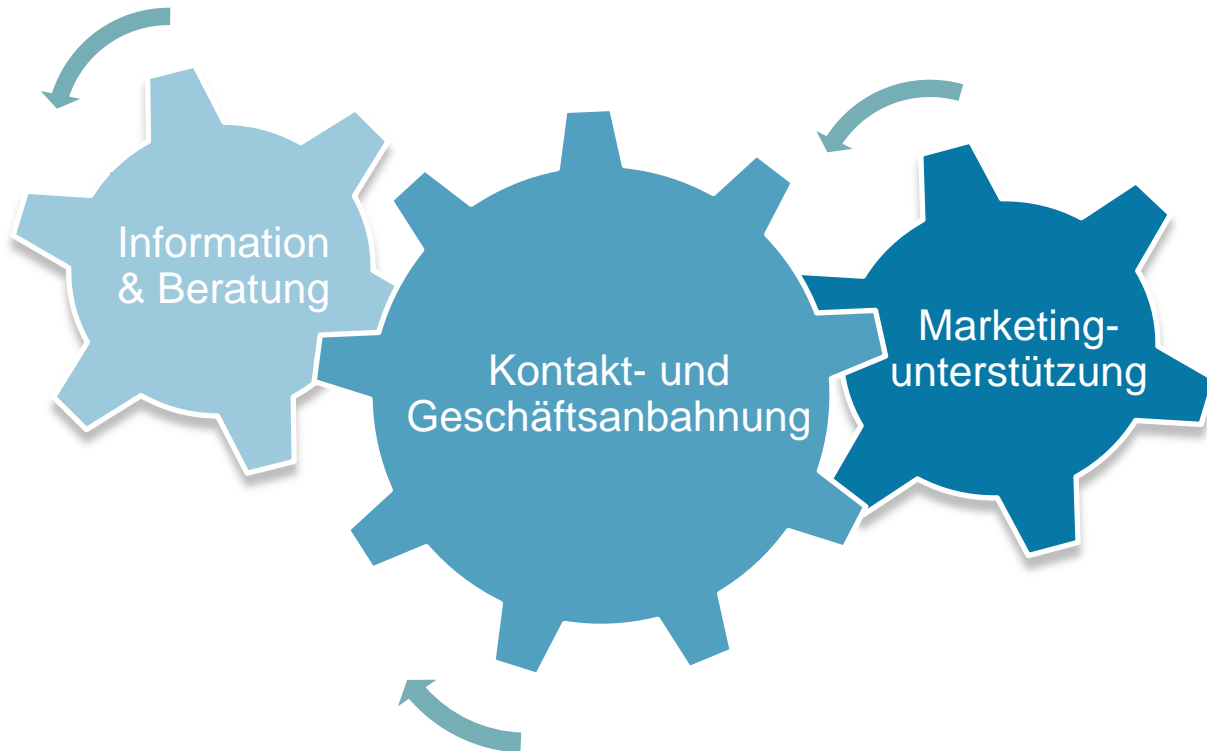 Information
& Beratung
Kontakt- und
Geschäftsanbahnung
Marketing-
unterstützung